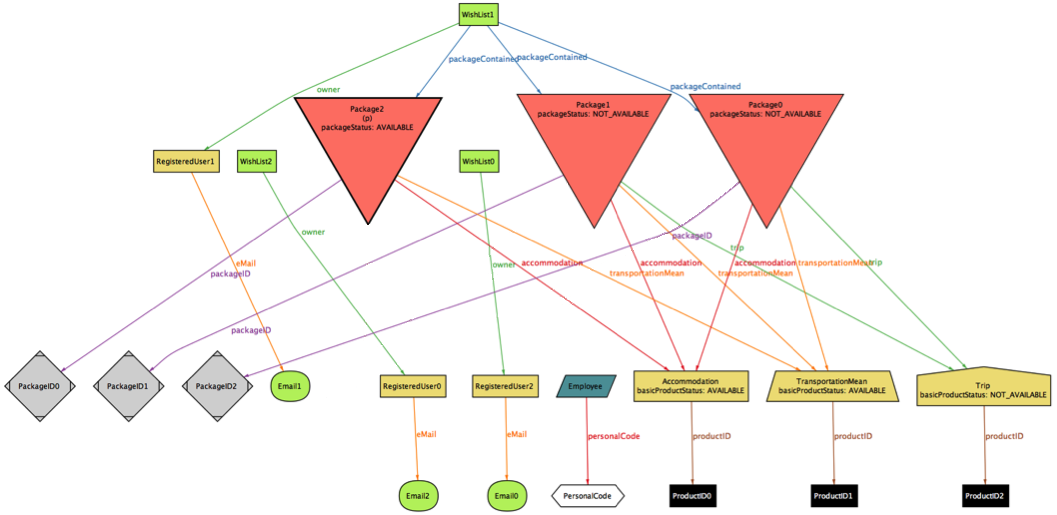 WishList1
packageContained
packageContained
packageContained
owner
Package2
(p)
packageStatus: AVAILABLE
Package1
packageStatus: NOT_AVAILABLE
Package0
packageStatus: NOT_AVAILABLE
RegisteredUser1
WishList2
WishList0
owner
packageID
trip
eMail
packageID
owner
accommodation
accommodation
transportationMean
accommodation
transportationMean
transportationMean
trip
packageID
PackageID0
PackageID1
PackageID2
Email1
RegisteredUser0
RegisteredUser2
Employee
Accommodation
basicProductStatus: AVAILABLE
TransportationMean
basicProductStatus: AVAILABLE
Trip
basicProductStatus: NOT_AVAILABLE
eMail
eMail
personalCode
productID
productID
productID
Email2
Email0
PersonalCode
ProductID0
ProductID1
ProductID2